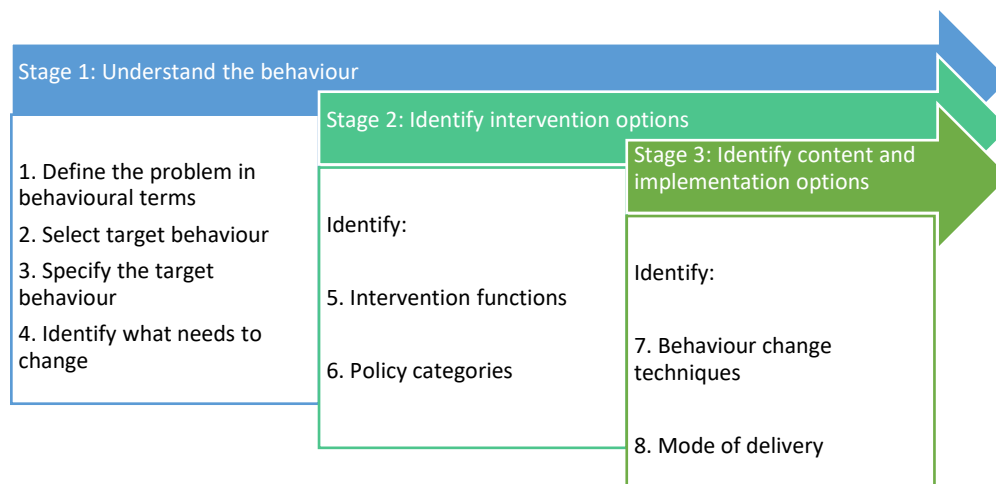 Stage 1: Understand the behaviour
1. Define the problem in
behavioural terms
2. Select target behaviour
3. Specify the target
behaviour
4. Identify what needs to
change
Stage 2: Identify intervention options
Identify:
5. Intervention functions
6. Policy categories
Stage 3: Identify content and
implementation options
Identify:
7. Behaviour change
techniques
8. Mode of delivery